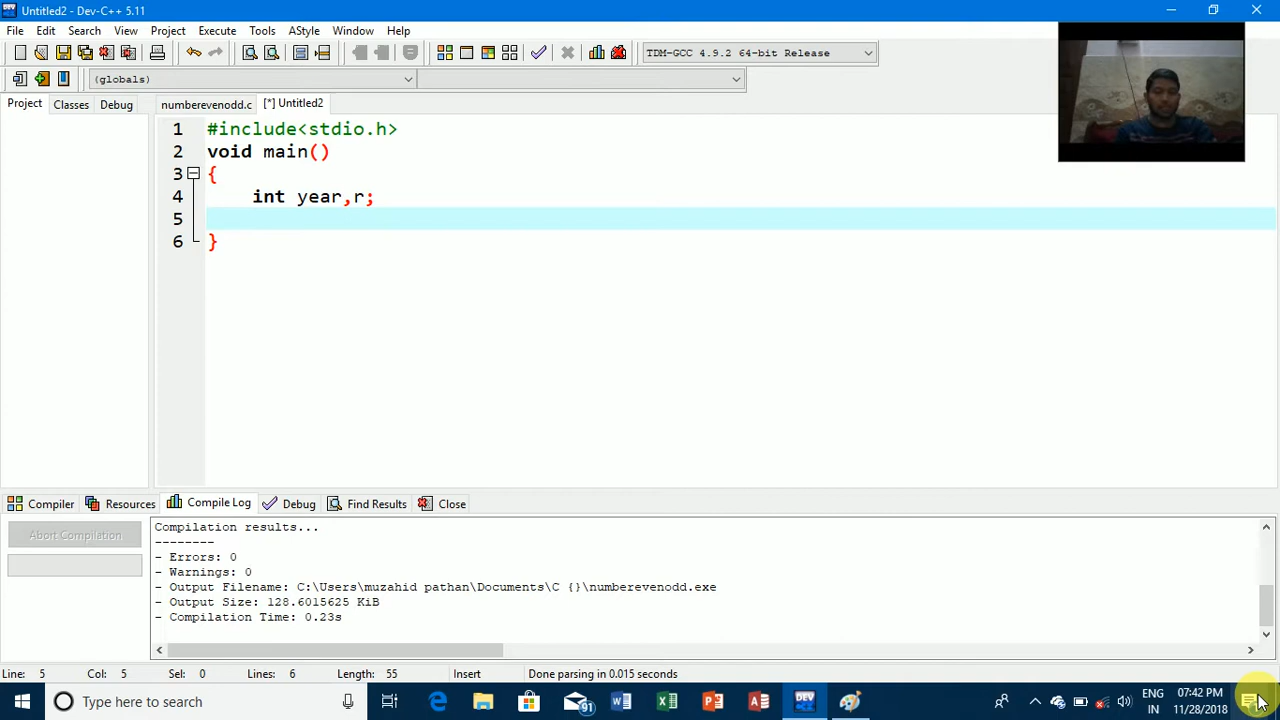 Untitled2 - Dev-C++ 5.11
File Edit Search View Project Execute Tools AStyle Window Help
TDM-GCC 4.9.2 64-bit Release
(globals)
Project Classes Debug numberevenodd.c [*] Untitled2
1 #include<stdio.h>
2 void main()
3 {
4 int year,r;
5
6 }
Compiler Resources Compile Log Debug Find Results Close
Abort Compilation
Compilation results...
--------
- Errors: 0
- Warnings: 0
- Output Filename: C:\Users\muzahid pathan\Documents\C {}\numberevenodd.exe
- Output Size: 128.6015625 KiB
- Compilation Time: 0.23s
Line: 5 Col: 5 Sel: 0 Lines: 6 Length: 55 Insert Done parsing in 0.015 seconds
Type here to search 91 DEV ENG 07:42 PM
IN 11/28/2018